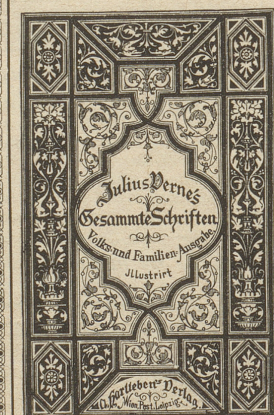 Julius Verne's
Gesammte Schriften
Volks- und Familien-Ausgabe.
Illustrirt
A. Hartleben's Verlag
Wien. Pest. Leipzig.